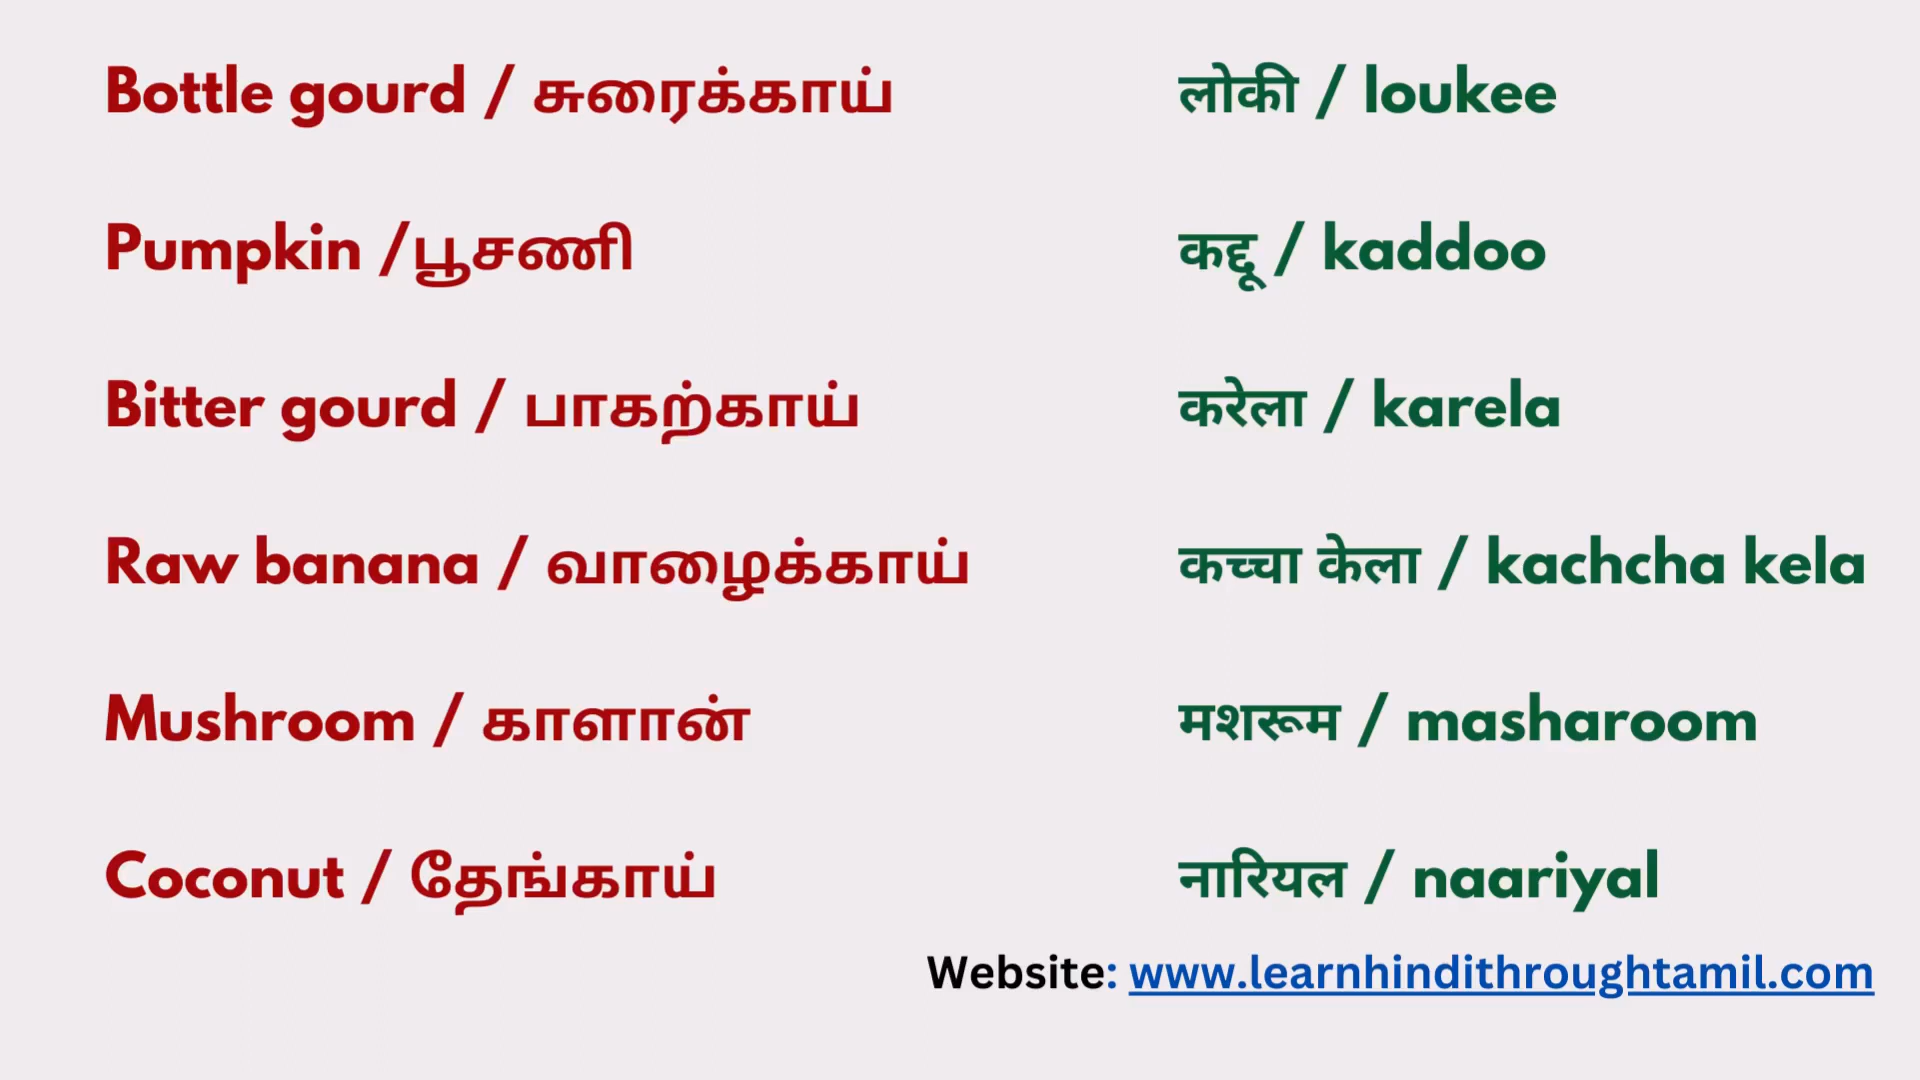 Bottle gourd / சுரைக்காய் लोकी / loukee
Pumpkin /பூசணி कद्दू / kaddoo
Bitter gourd / பாகற்காய் करेला / karela
Raw banana / வாழைக்காய் कच्चा केला / kachcha kela
Mushroom / காளான் मशरूम / masharoom
Coconut / தேங்காய் नारियल / naariyal
Website: www.learnhindithroughtamil.com